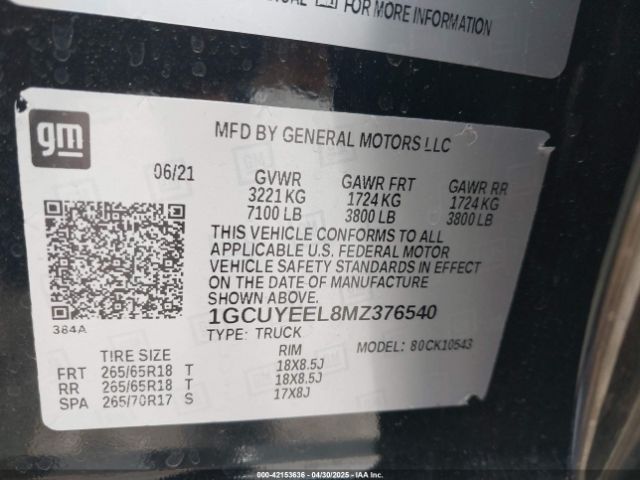 FOR MORE INFORMATION
gm
MFD BY GENERAL MOTORS LLC
06/21 GVWR GAWR FRT GAWR RR
3221 KG 1724 KG 1724 KG
7100 LB 3800 LB 3800 LB
THIS VEHICLE CONFORMS TO ALL
APPLICABLE U.S. FEDERAL MOTOR
VEHICLE SAFETY STANDARDS IN EFFECT
ON THE DATE OF MANUFACTURE
SHOWN ABOVE.
384A 1GCUYEEL8MZ376540
TYPE: TRUCK MODEL: 80CK10543
TIRE SIZE RIM
FRT 265/65R18 T 18X8.5J
RR 265/65R18 T 18X8.5J
SPA 265/70R17 S 17X8J
000-42153636 - 04/30/2025 - IAAI.COM